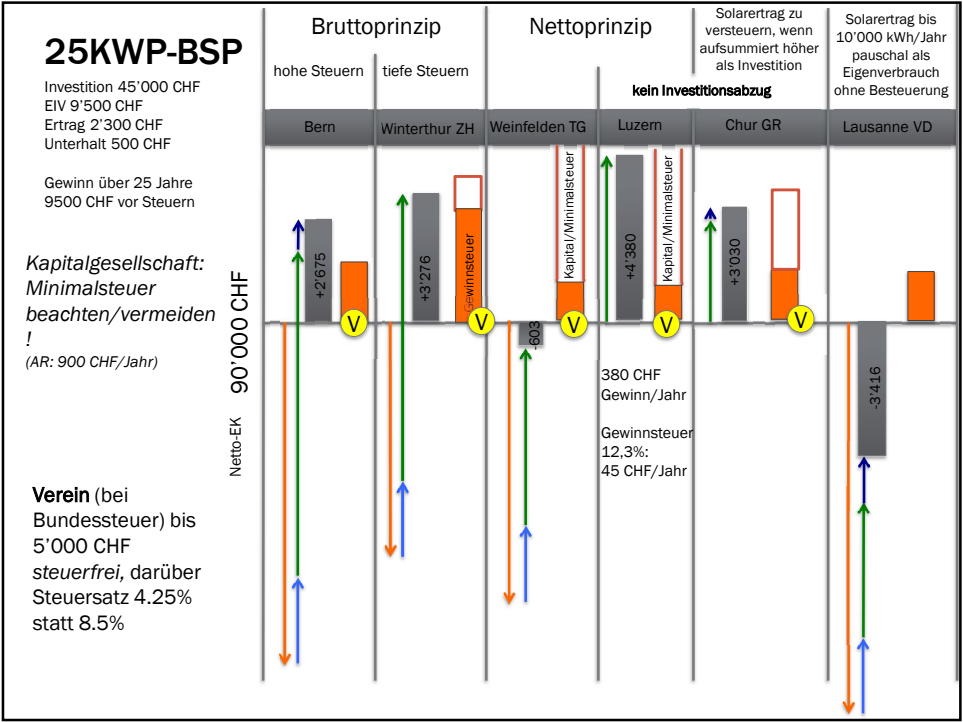 25KWP-BSP
Investition 45’000 CHF
EIV 9’500 CHF
Ertrag 2’300 CHF
Unterhalt 500 CHF
Gewinn über 25 Jahre
9500 CHF vor Steuern
Kapitalgesellschaft:
Minimalsteuer
beachten/vermeiden
!
(AR: 900 CHF/Jahr)
Netto-EK 90’000 CHF
Verein (bei
Bundessteuer) bis
5’000 CHF
steuerfrei, darüber
Steuersatz 4.25%
statt 8.5%
Bruttoprinzip
hohe Steuern
tiefe Steuern
Nettoprinzip
kein Investitionsabzug
Solarertrag zu
versteuern, wenn
aufsummiert höher
als Investition
Solarertrag bis
10’000 kWh/Jahr
pauschal als
Eigenverbrauch
ohne Besteuerung
Bern
Winterthur ZH
Weinfelden TG
Luzern
Chur GR
Lausanne VD
+2’675
V
+3’276
Gewinnsteuer
V
-603
Kapital/Minimalsteuer
V
+4’380
Kapital/Minimalsteuer
V
+3’030
V
-3’416
380 CHF
Gewinn/Jahr
Gewinnsteuer
12,3%:
45 CHF/Jahr